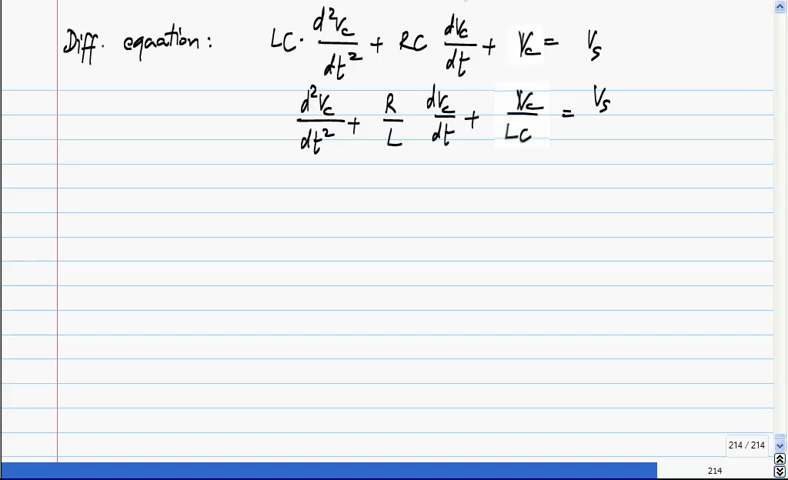 Diff. eqaation: LC · d²Vc/dt² + RC dVc/dt + Vc = Vs
d²Vc/dt² + R/L dVc/dt + Vc/LC = Vs
214 / 214
214